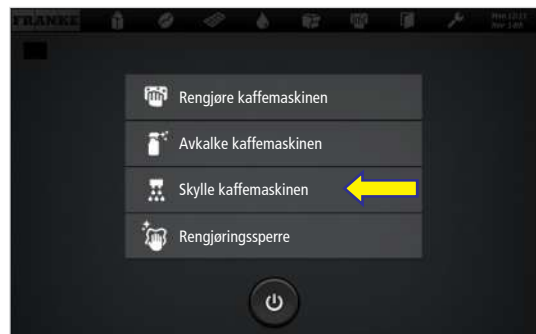 FRANKE
Rengjøre kaffemaskinen
Avkalke kaffemaskinen
Skylle kaffemaskinen
Rengjøringssperre